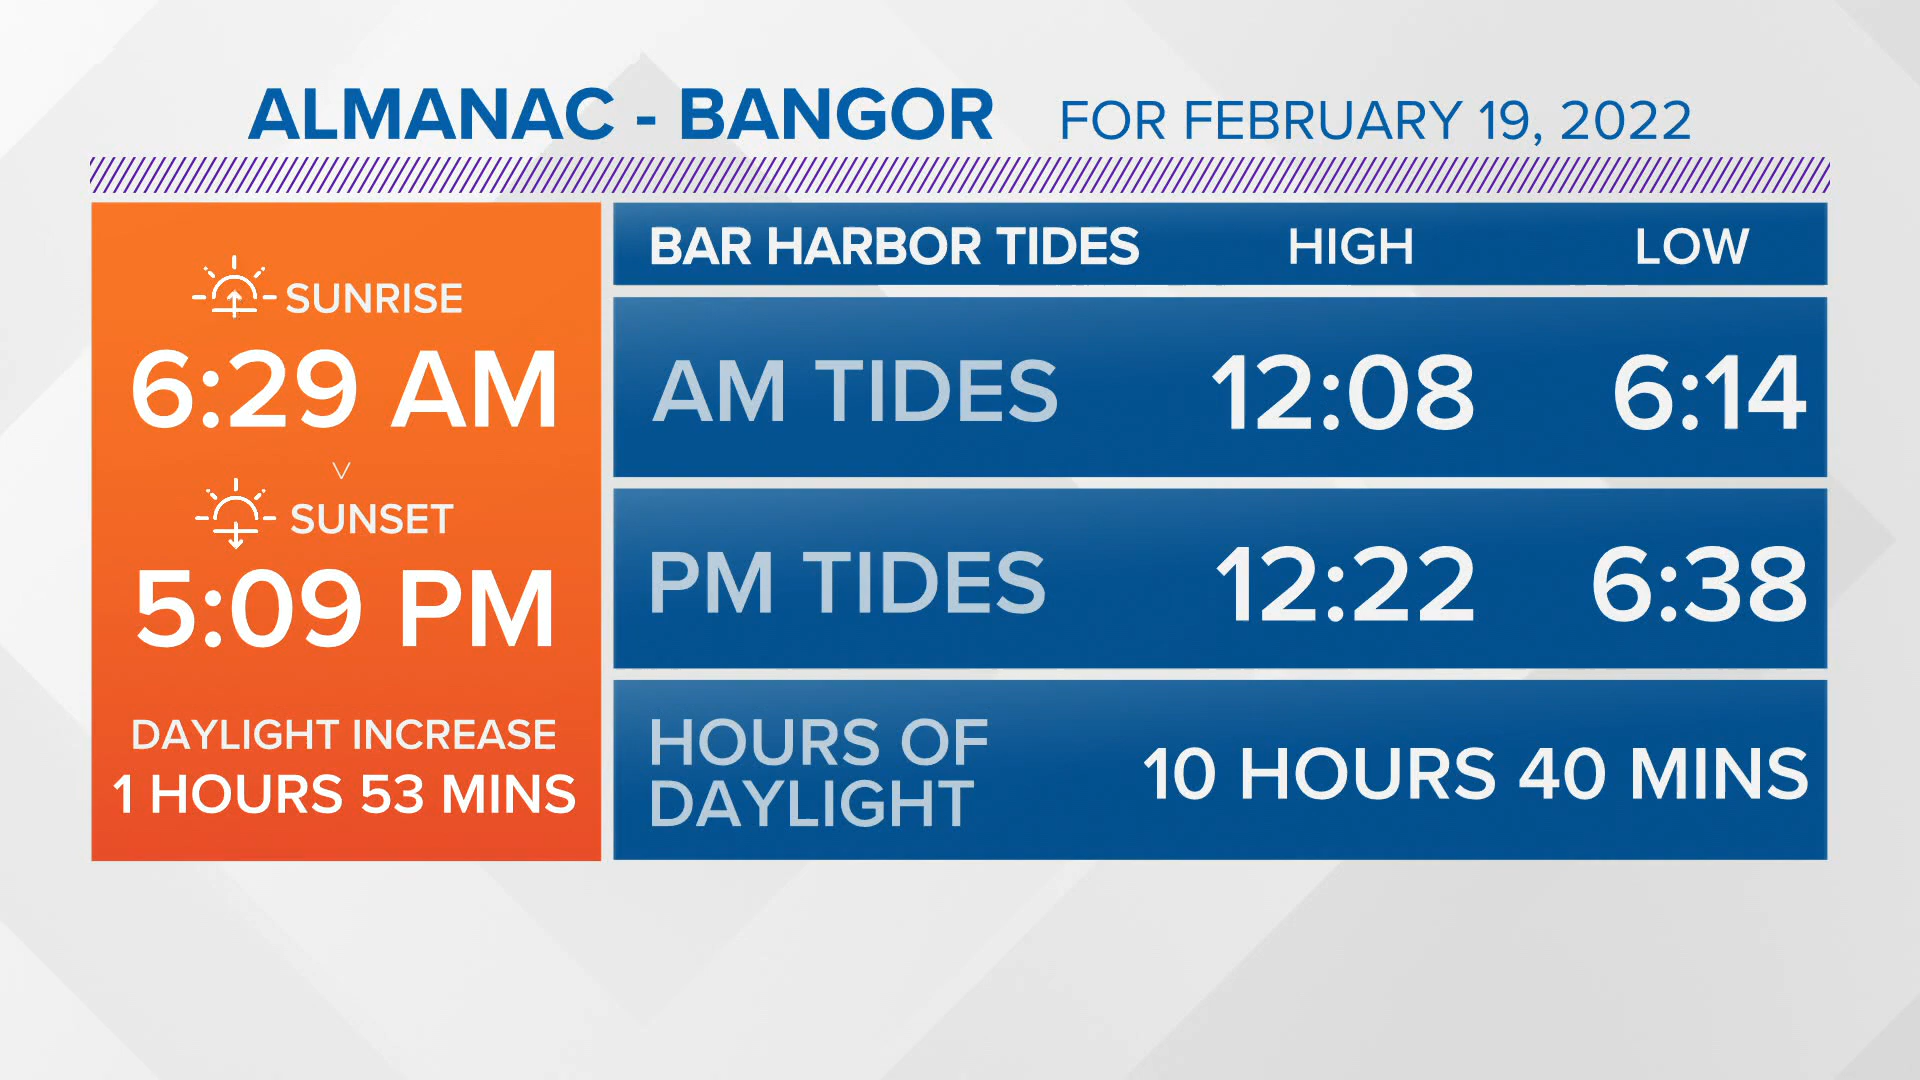 ALMANAC - BANGOR FOR FEBRUARY 19, 2022
SUNRISE
6:29 AM
SUNSET
5:09 PM
DAYLIGHT INCREASE
1 HOURS 53 MINS
BAR HARBOR TIDES HIGH LOW
AM TIDES 12:08 6:14
PM TIDES 12:22 6:38
HOURS OF
DAYLIGHT
10 HOURS 40 MINS